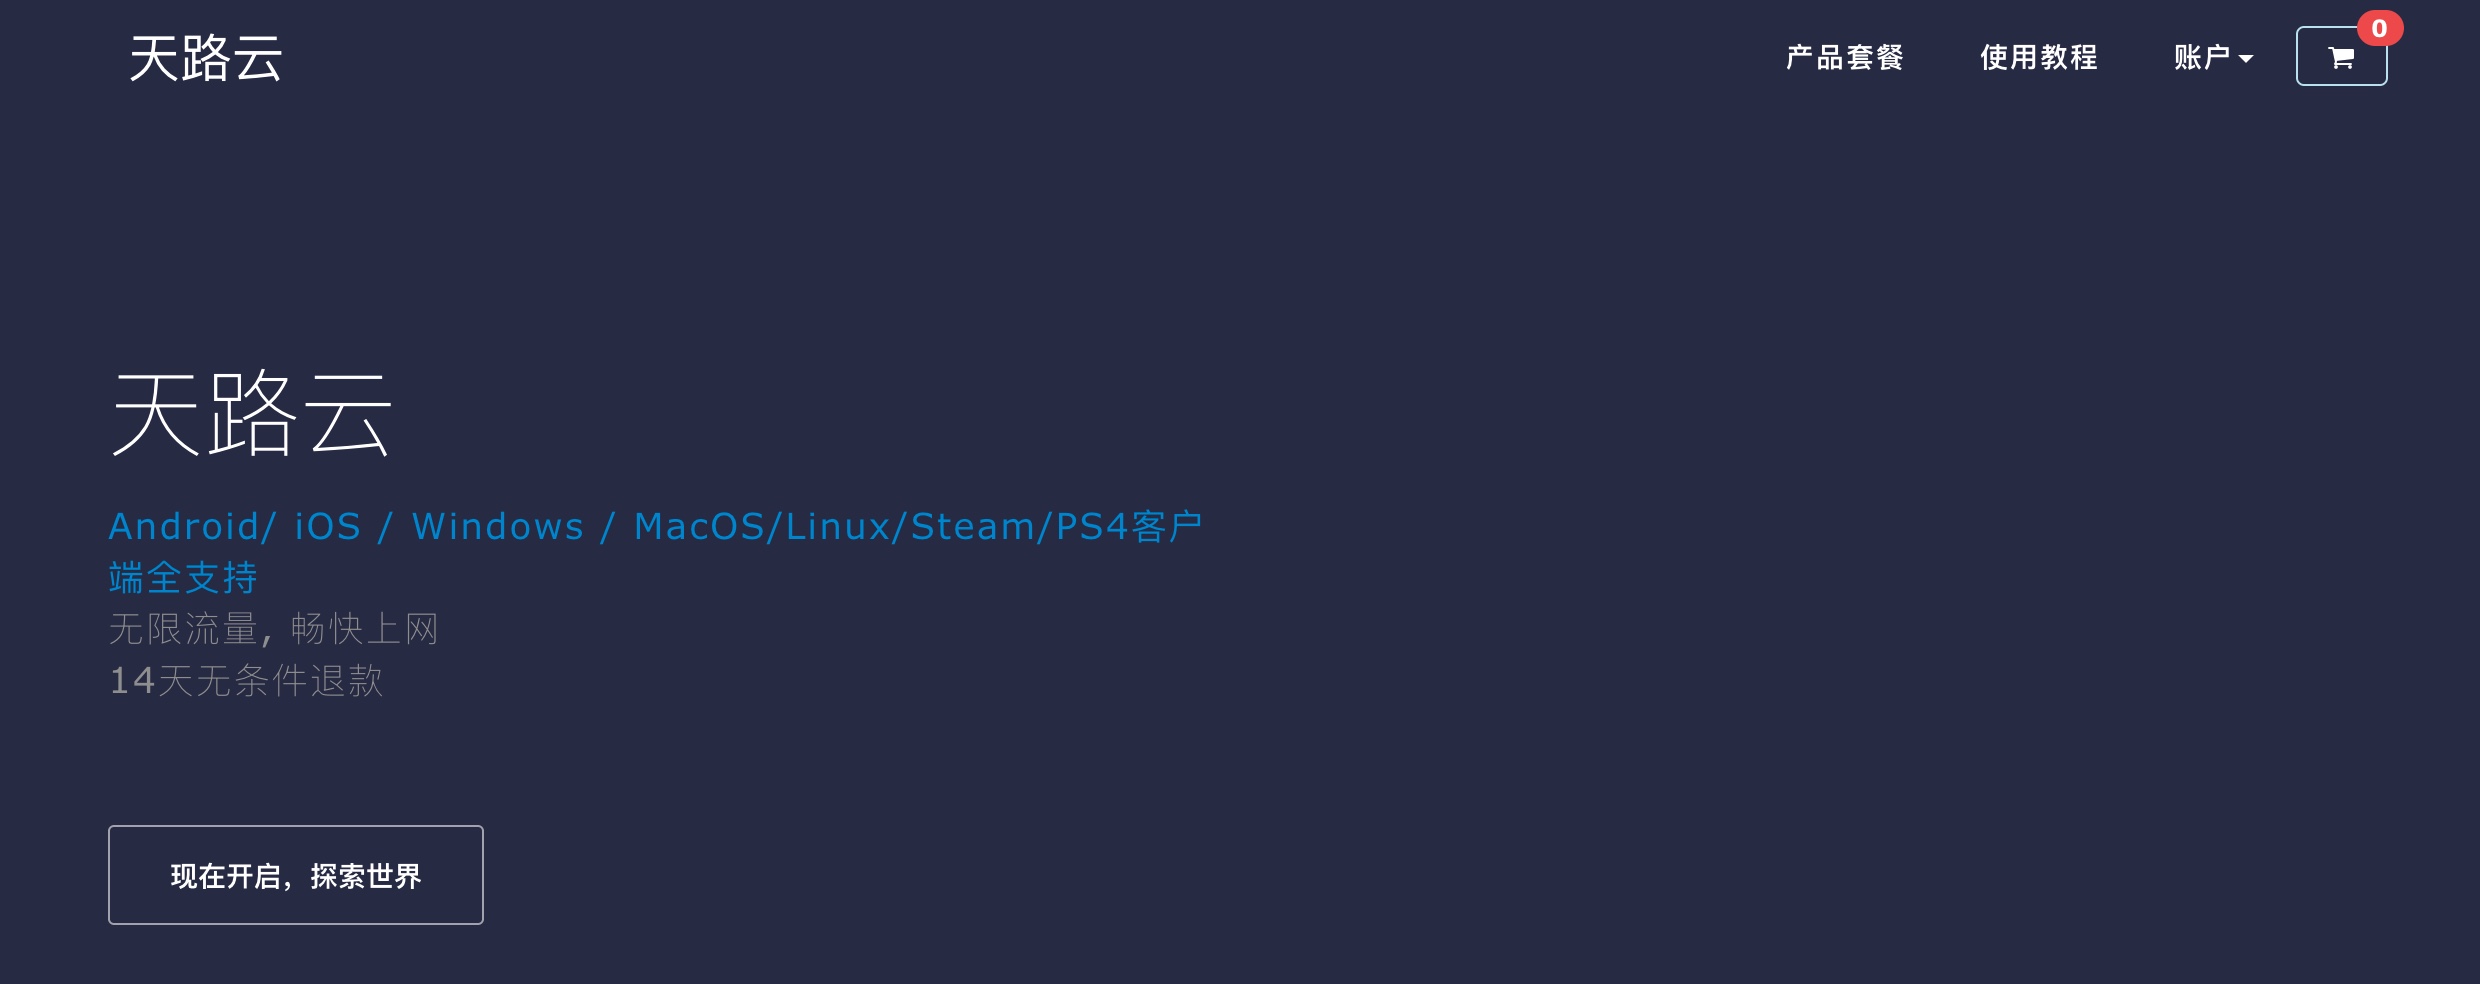 天路云
产品套餐
使用教程
账户
0
天路云
Android/ iOS / Windows / MacOS/Linux/Steam/PS4客户
端全支持
无限流量, 畅快上网
14天无条件退款
现在开启，探索世界